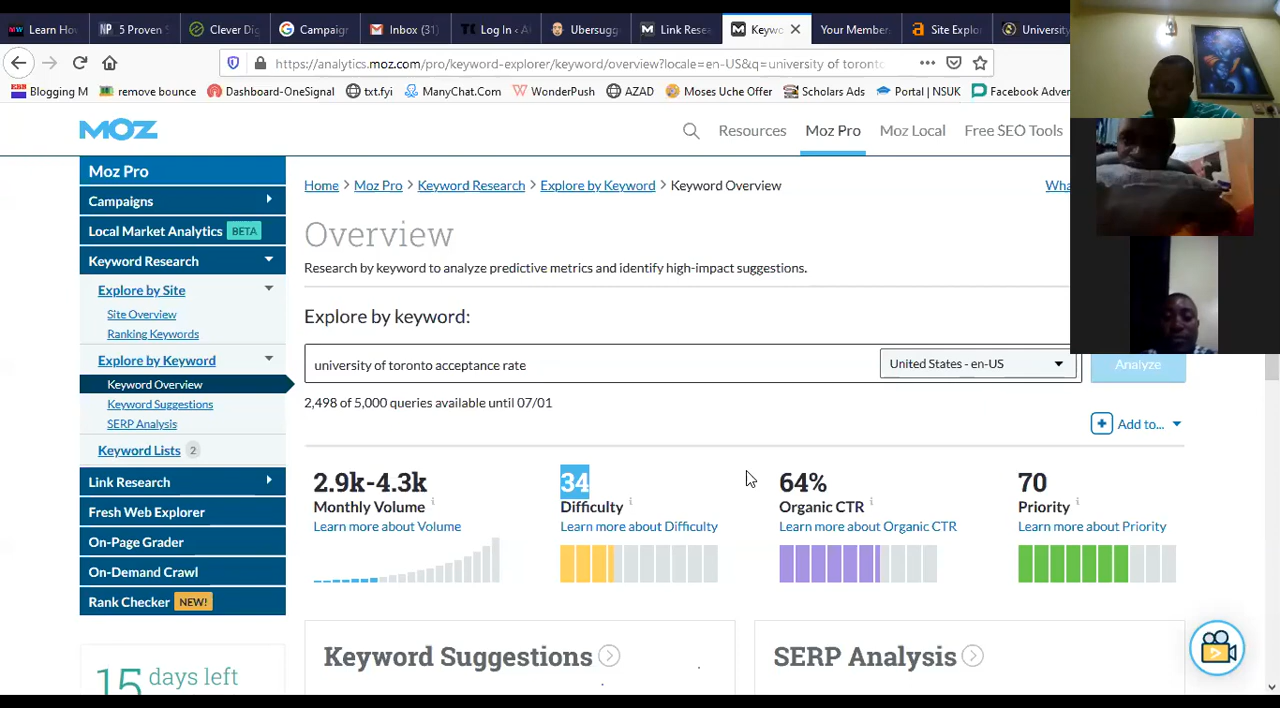 Learn Ho
5 Proven S
Clever Dig
Campaig
Inbox (31)
Log In ‹ A
Ubersugg
Link Resea
Keywo
Your Membe
Site Explo
University
https://analytics.moz.com/pro/keyword-explorer/keyword/overview?locale=en-US&q=university of toronto
Blogging M
remove bounce
Dashboard-OneSignal
txt.fyi
ManyChat.Com
WonderPush
AZAD
Moses Uche Offer
Scholars Ads
Portal | NSUK
Facebook Adver
MOZ
Resources
Moz Pro
Moz Local
Free SEO Tools
Moz Pro
Campaigns
Local Market Analytics BETA
Keyword Research
Explore by Site
Site Overview
Ranking Keywords
Explore by Keyword
Keyword Overview
Keyword Suggestions
SERP Analysis
Keyword Lists 2
Link Research
Fresh Web Explorer
On-Page Grader
On-Demand Crawl
Rank Checker NEW!
15 days left
Home > Moz Pro > Keyword Research > Explore by Keyword > Keyword Overview
Wha
Overview
Research by keyword to analyze predictive metrics and identify high-impact suggestions.
Explore by keyword:
university of toronto acceptance rate
United States - en-US
Analyze
2,498 of 5,000 queries available until 07/01
Add to...
2.9k-4.3k
Monthly Volume
Learn more about Volume
34
Difficulty
Learn more about Difficulty
64%
Organic CTR
Learn more about Organic CTR
70
Priority
Learn more about Priority
Keyword Suggestions
SERP Analysis